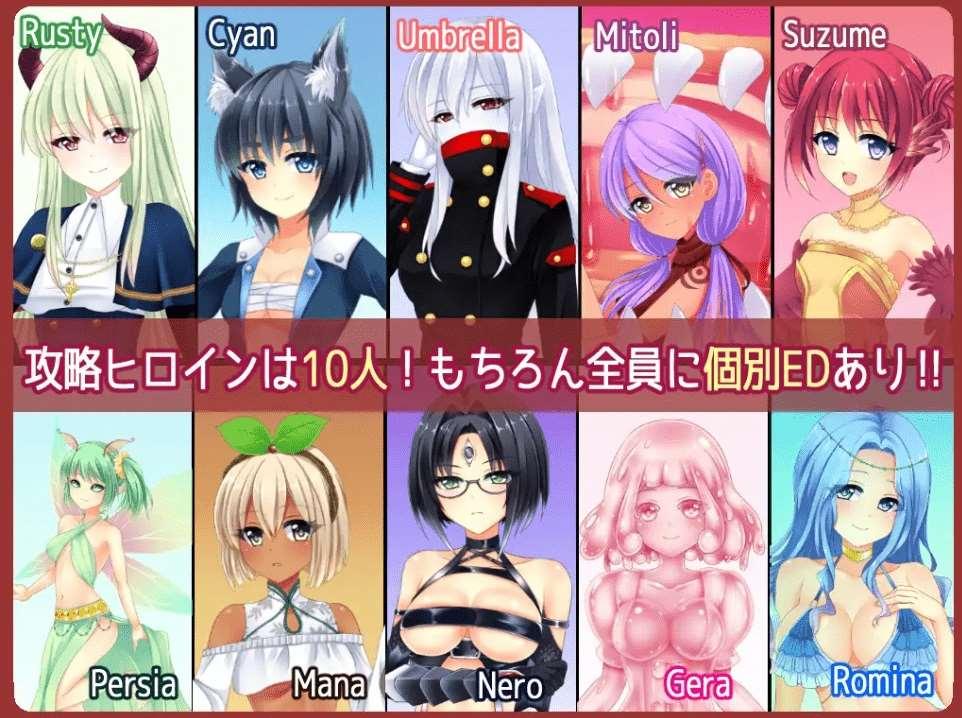 Rusty
Cyan
Umbrella
Mitoli
Suzume
攻略ヒロインは10人！もちろん全員に個別EDあり!!
Persia
Mana
Nero
Gera
Romina